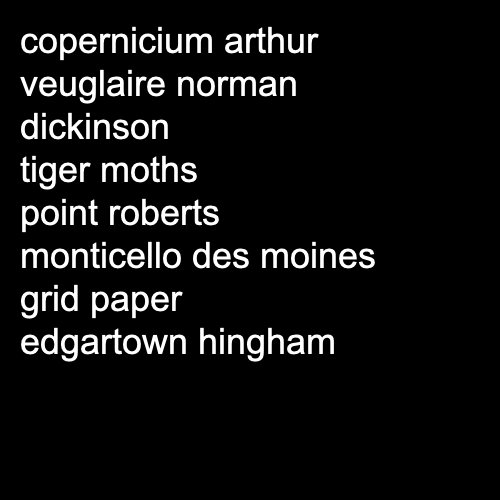 copernicium arthur
veuglaire norman
dickinson
tiger moths
point roberts
monticello des moines
grid paper
edgartown hingham